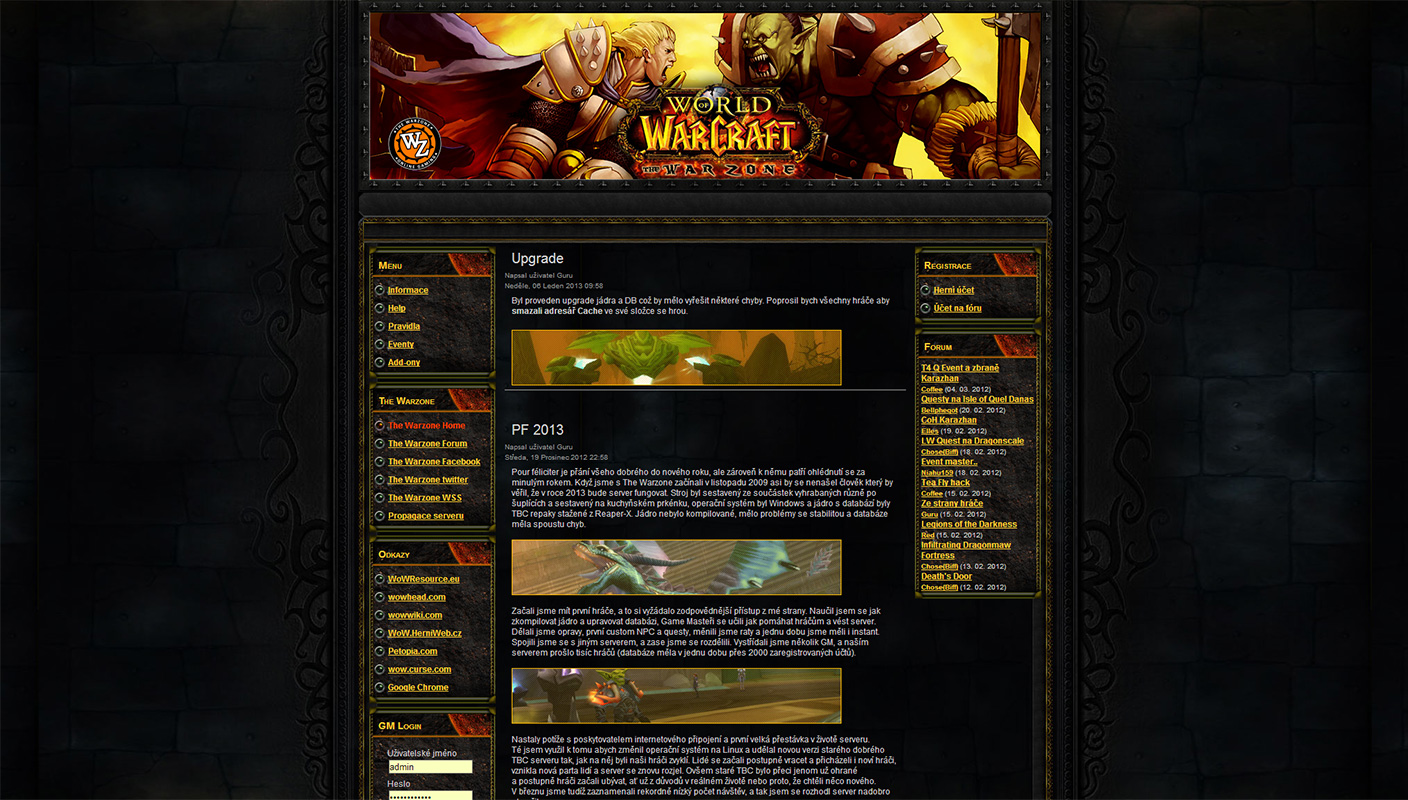 WORLD
OF
WARCRAFT
THE WAR ZONE
THE WARZONE
WZ
ONLINE GAMING
Menu
Informace
Help
Pravidla
Eventy
Add-ony
The Warzone
The Warzone Home
The Warzone Forum
The Warzone Facebook
The Warzone twitter
The Warzone WSS
Propagace serveru
Odkazy
WoWResource.eu
wowhead.com
wowwiki.com
WoW.HerniWeb.cz
Petopia.com
wow.curse.com
Google Chrome
GM Login
Uživatelské jméno
admin
Heslo
••••••••••••
Upgrade
Napsal uživatel Guru
Neděle, 06 Leden 2013 09:58
Byl proveden upgrade jádra a DB což by mělo vyřešit některé chyby. Poprosil bych všechny hráče aby
smazali adresář Cache ve své složce se hrou.
PF 2013
Napsal uživatel Guru
Středa, 19 Prosinec 2012 22:58
Pour féliciter je přání všeho dobrého do nového roku, ale zároveň k němu patří ohlédnutí se za
minulým rokem. Když jsme s The Warzone začínali v listopadu 2009 asi by se nenašel člověk který by
věřil, že v roce 2013 bude server fungovat. Stroj byl sestavený ze součástek vyhrabaných různě po
šuplících a sestavený na kuchyňském prkénku, operační systém byl Windows a jádro s databází byly
TBC repaky stažené z Reaper-X. Jádro nebylo kompilované, mělo problémy se stabilitou a databáze
měla spoustu chyb.
Začali jsme mít první hráče, a to si vyžádalo zodpovědnější přístup z mé strany. Naučil jsem se jak
zkompilovat jádro a upravovat databázi, Game Masteři se učili jak pomáhat hráčům a vést server.
Dělali jsme opravy, první custom NPC a questy, měnili jsme raty a jednu dobu jsme měli i instant.
Spojili jsme se s jiným serverem, a zase jsme se rozdělili. Vystřídali jsme několik GM, a naším
serverem prošlo tisíc hráčů (databáze měla v jednu dobu přes 2000 zaregistrovaných účtů).
Nastaly potíže s poskytovatelem internetového připojení a první velká přestávka v životě serveru.
Té jsem využil k tomu abych změnil operační systém na Linux a udělal novou verzi starého dobrého
TBC serveru tak, jak na něj byli naši hráči zvyklí. Lidé se začali postupně vracet a přicházeli i noví hráči,
vznikla nová parta lidí a server se znovu rozjel. Ovšem staré TBC bylo přeci jenom už ohrané
a postupně hráči začali ubývat, ať už z důvodů v reálném životě nebo proto, že chtěli něco nového.
V březnu jsme tudíž zaznamenali rekordně nízký počet návštěv, a tak jsem se rozhodl server nadobro
Registrace
Herní účet
Účet na fóru
Forum
T4 Q Event a zbraně
Karazhan
Coffee (04. 03. 2012)
Questy na Isle of Quel Danas
Bellpheqot (20. 02. 2012)
CoH Karazhan
Elles (19. 02. 2012)
LW Quest na Dragonscale
Chose(Biff) (18. 02. 2012)
Event master..
Niahu159 (18. 02. 2012)
Tea Fly hack
Coffee (15. 02. 2012)
Ze strany hráče
Guru (15. 02. 2012)
Legions of the Darkness
Red (15. 02. 2012)
Infiltrating Dragonmaw
Fortress
Chose(Biff) (13. 02. 2012)
Death's Door
Chose(Biff) (12. 02. 2012)